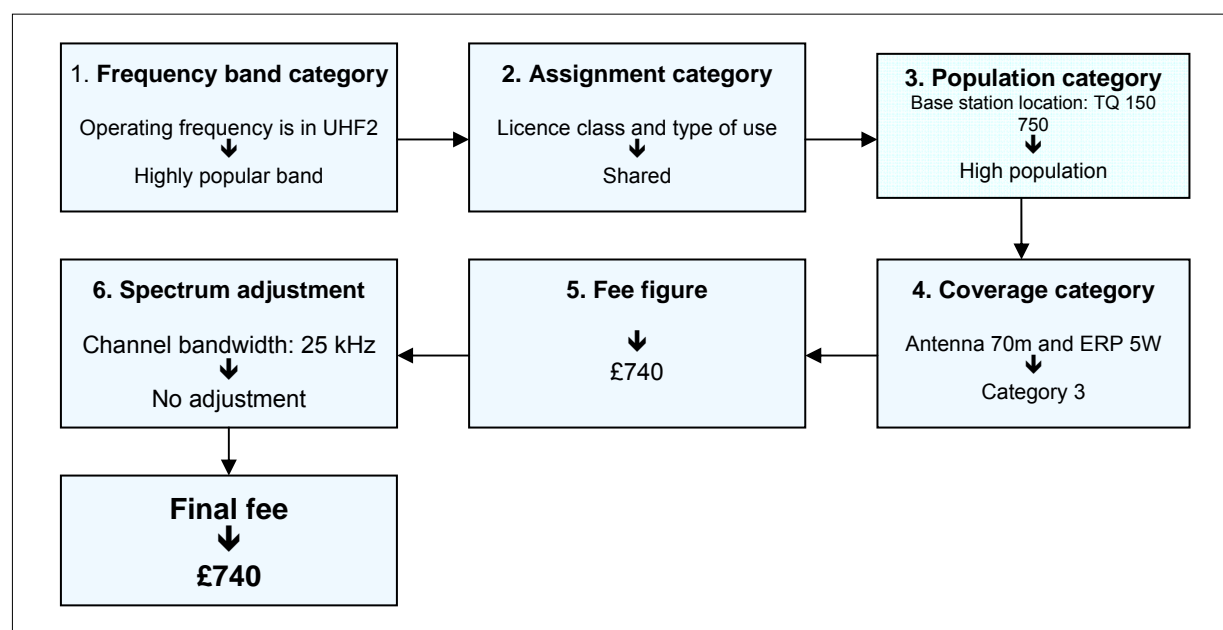 1. Frequency band category
Operating frequency is in UHF2
Highly popular band
2. Assignment category
Licence class and type of use
Shared
3. Population category
Base station location: TQ 150
750
High population
4. Coverage category
Antenna 70m and ERP 5W
Category 3
5. Fee figure
£740
6. Spectrum adjustment
Channel bandwidth: 25 kHz
No adjustment
Final fee
£740